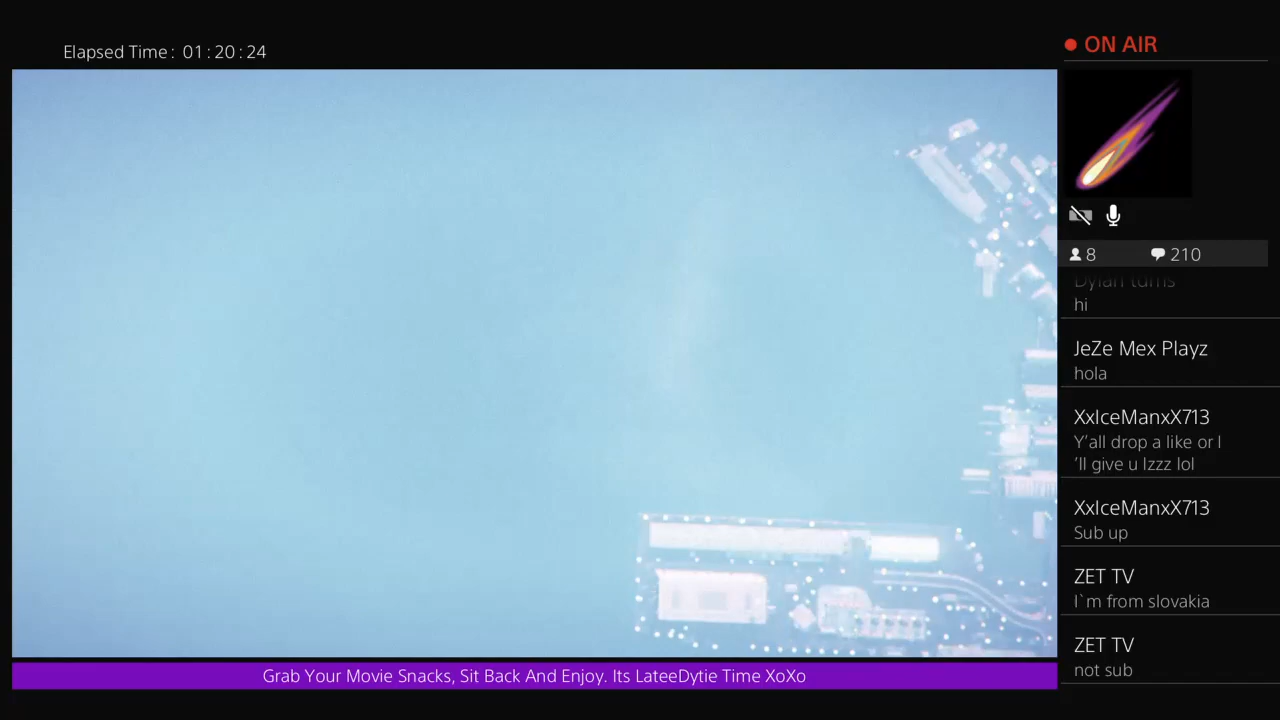 Elapsed Time: 01:20:24
ON AIR
8 210
Dylan turns
hi
JeZe Mex Playz
hola
XxIceManxX713
Y'all drop a like or I
'll give u lzzz lol
XxIceManxX713
Sub up
ZET TV
I`m from slovakia
ZET TV
not sub
Grab Your Movie Snacks, Sit Back And Enjoy. Its LateeDytie Time XoXo